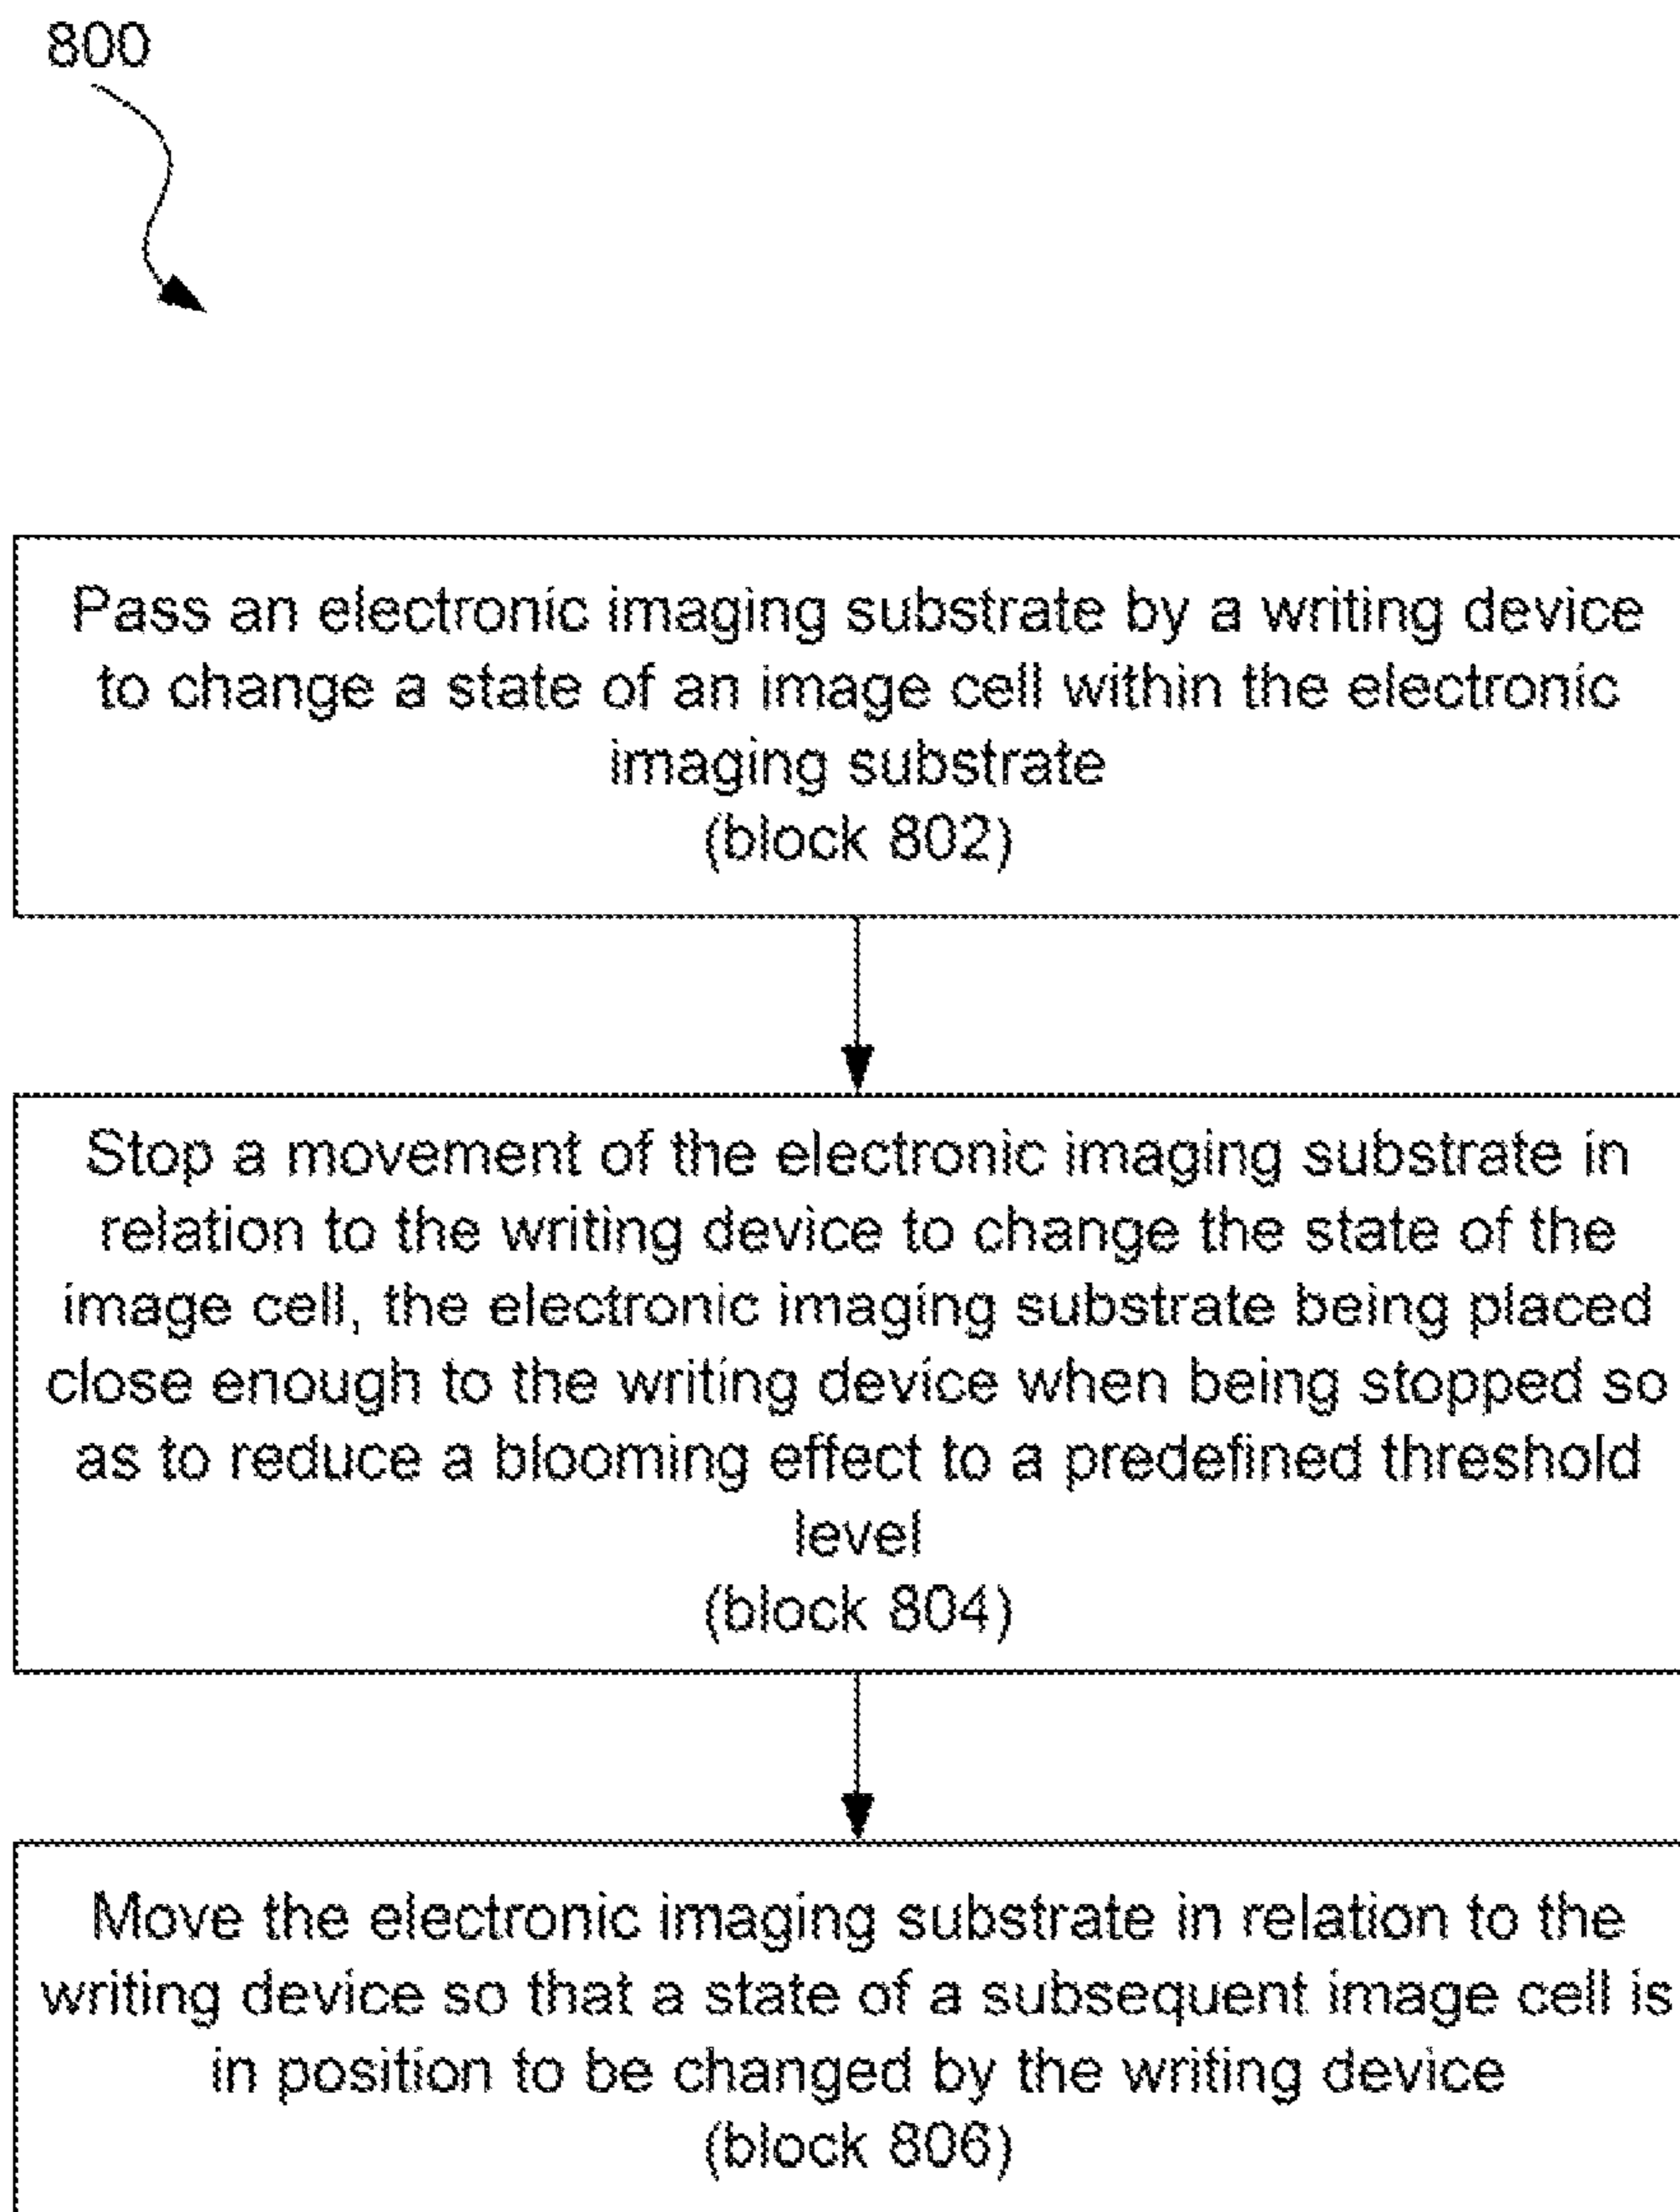 800
Pass an electronic imaging substrate by a writing device
to change a state of an image cell within the electronic
imaging substrate
(block 802)
Stop a movement of the electronic imaging substrate in
relation to the writing device to change the state of the
image cell, the electronic imaging substrate being placed
close enough to the writing device when being stopped so
as to reduce a blooming effect to a predefined threshold
level
(block 804)
Move the electronic imaging substrate in relation to the
writing device so that a state of a subsequent image cell is
in position to be changed by the writing device
(block 806)